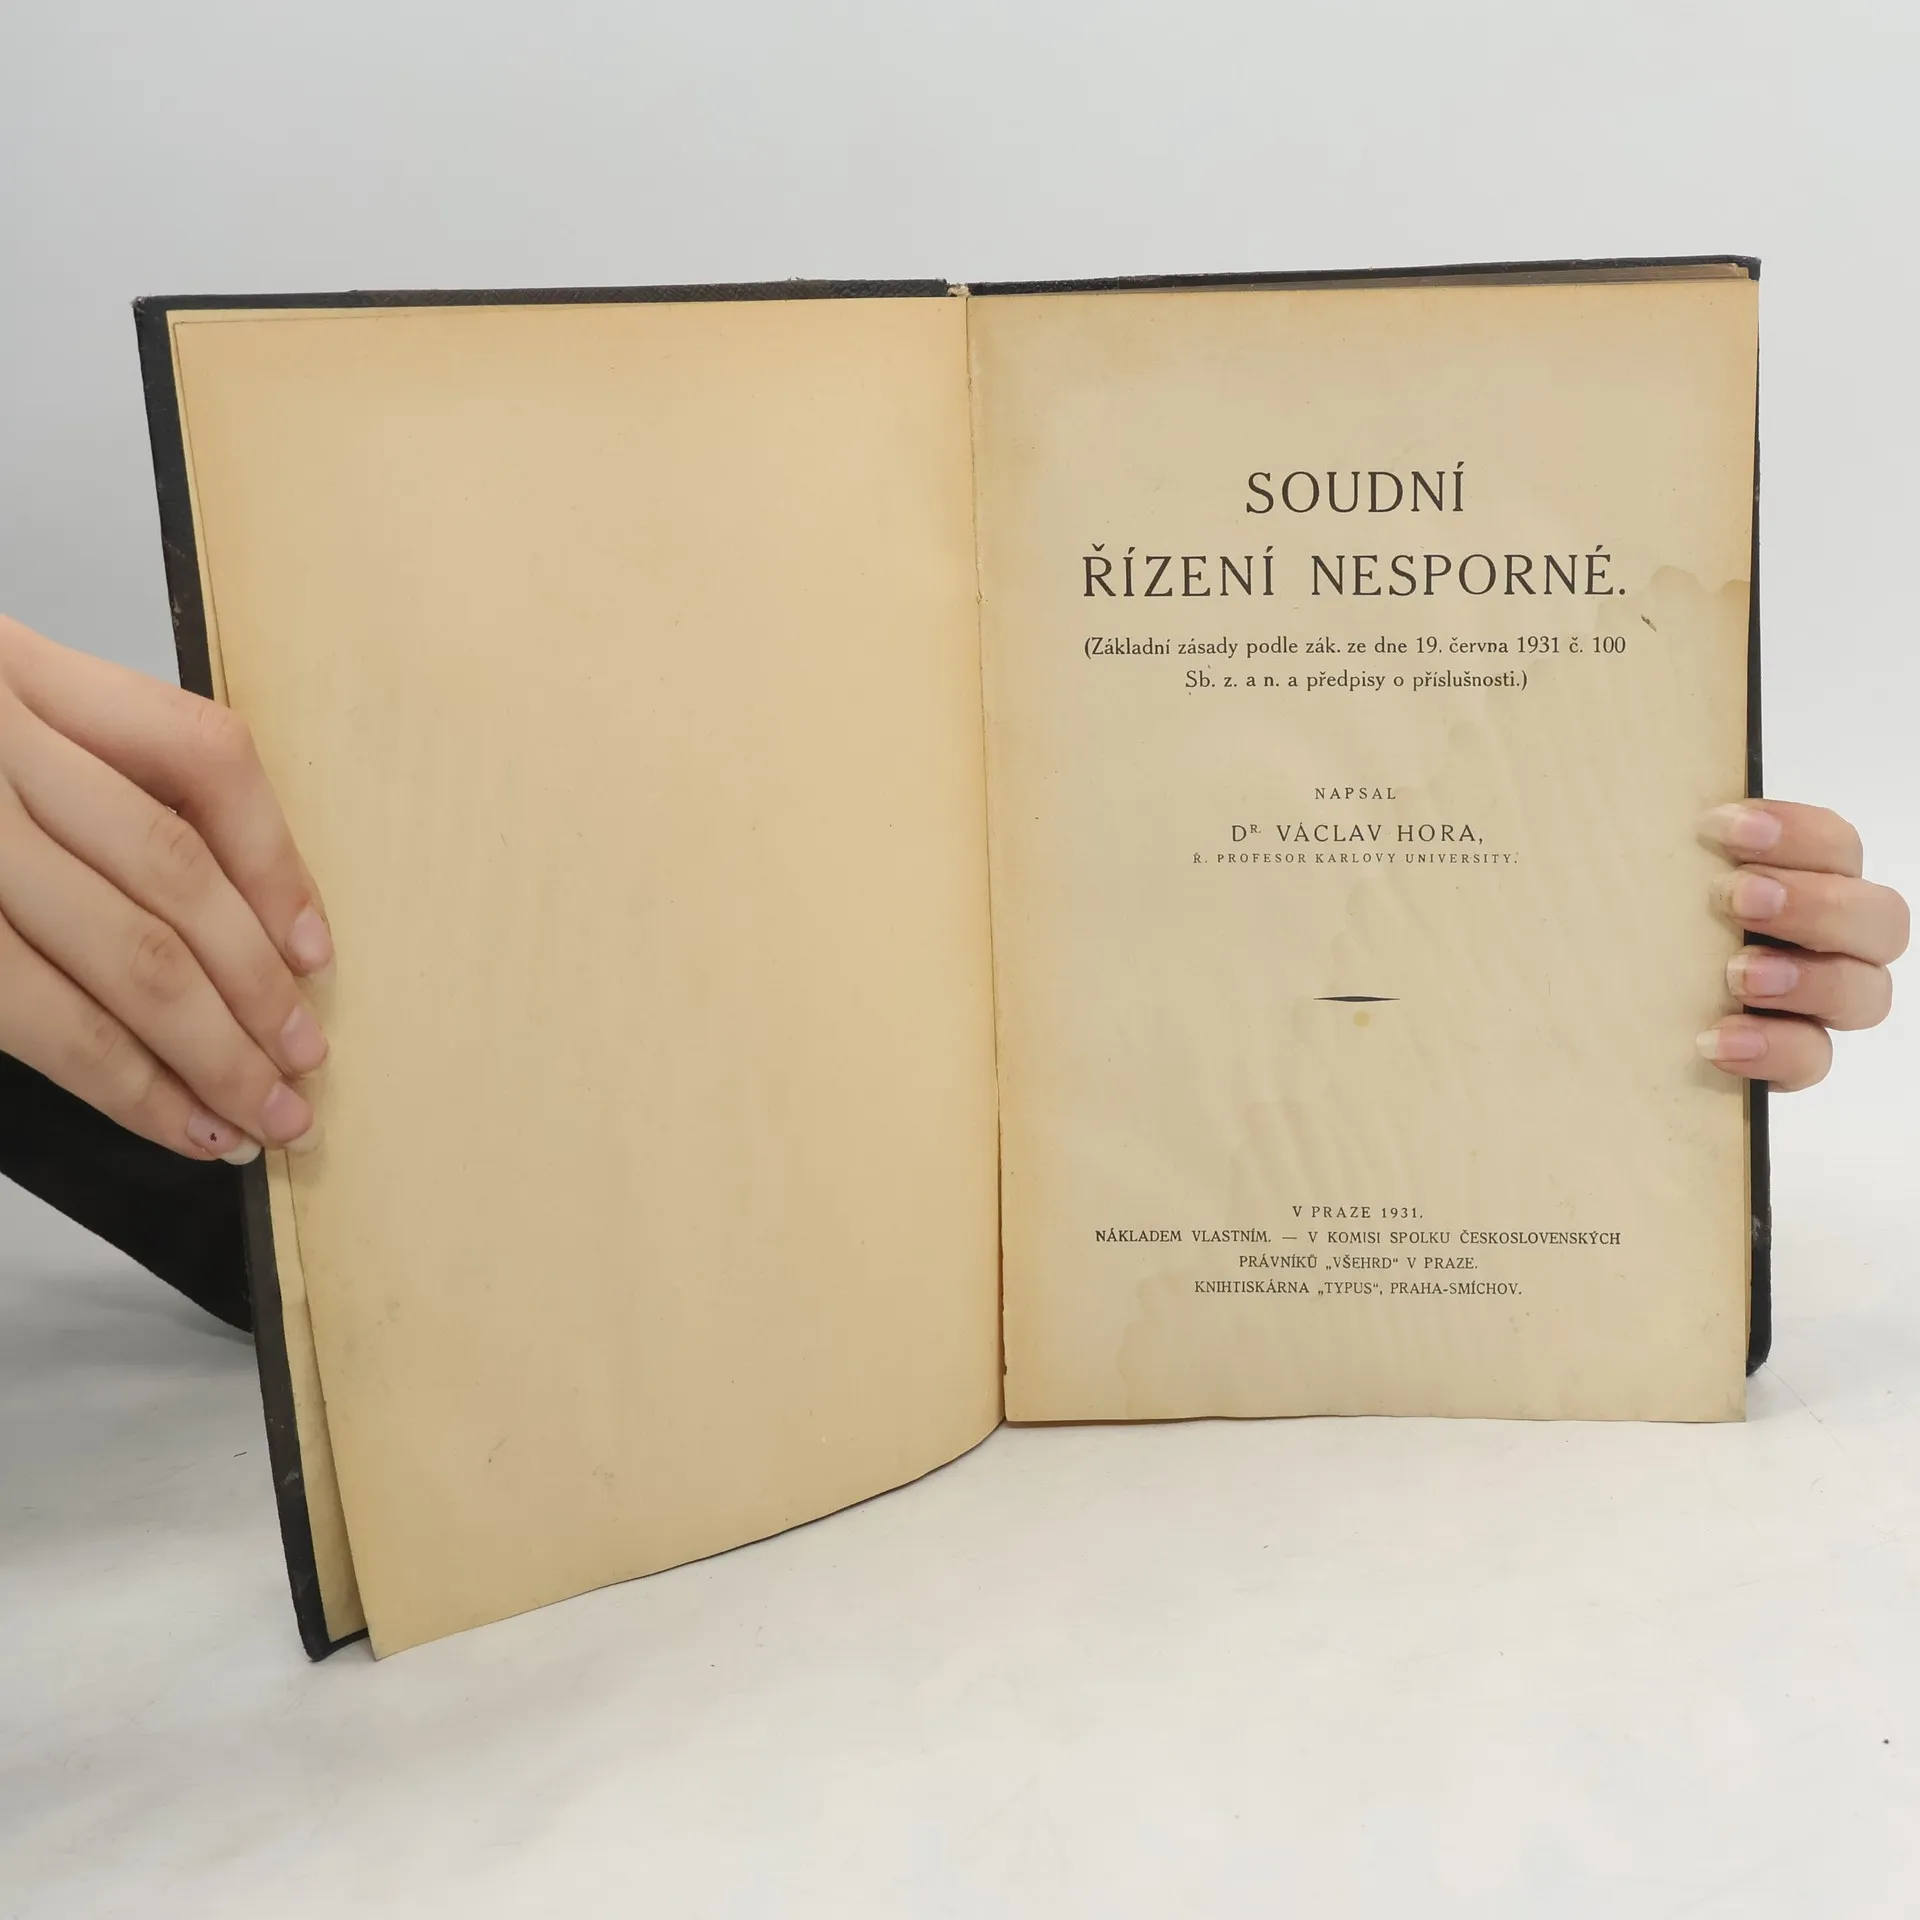 SOUDNÍ
ŘÍZENÍ NESPORNÉ.
(Základní zásady podle zák. ze dne 19. června 1931 č. 100
Sb. z. a n. a předpisy o příslušnosti.)
NAPSAL
DR. VÁCLAV HORA,
Ř. PROFESOR KARLOVY UNIVERSITY.
V PRAZE 1931.
NÁKLADEM VLASTNÍM. — V KOMISI SPOLKU ČESKOSLOVENSKÝCH
PRÁVNÍKŮ „VŠEHRD“ V PRAZE.
KNIHTISKÁRNA „TYPUS“, PRAHA-SMÍCHOV.